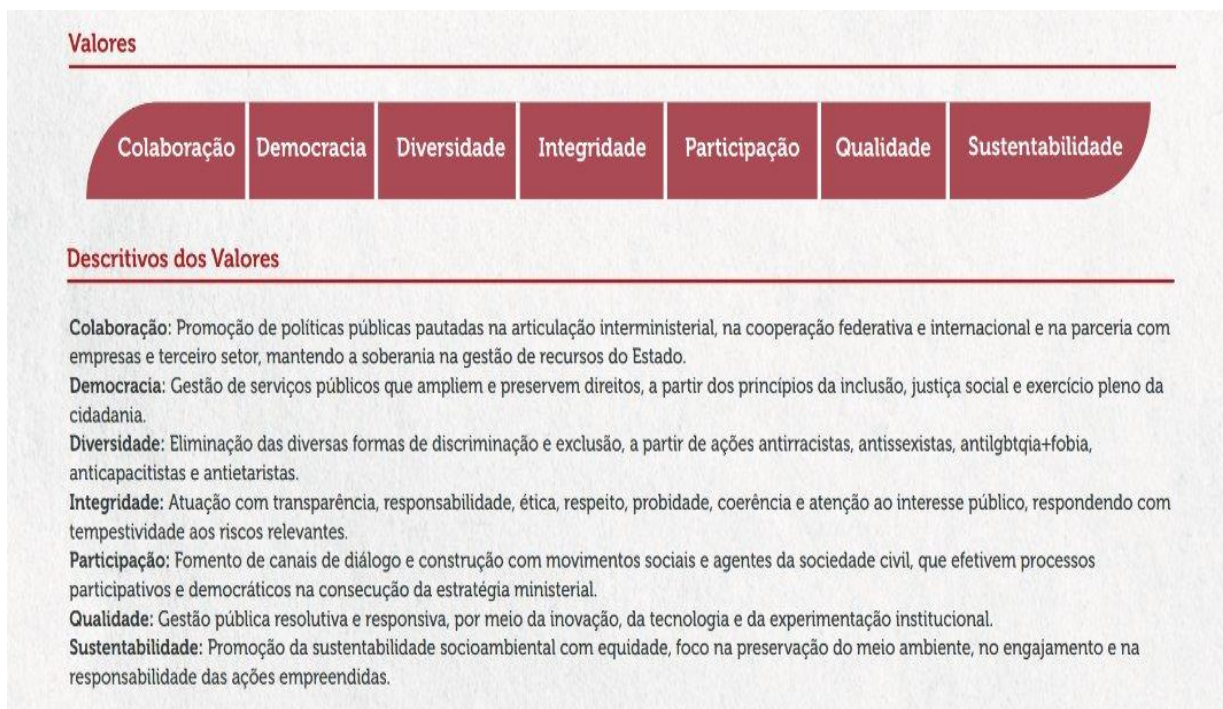 Valores
Colaboração Democracia Diversidade Integridade Participação Qualidade Sustentabilidade
Descritivos dos Valores
Colaboração: Promoção de políticas públicas pautadas na articulação interministerial, na cooperação federativa e internacional e na parceria com
empresas e terceiro setor, mantendo a soberania na gestão de recursos do Estado.
Democracia: Gestão de serviços públicos que ampliem e preservem direitos, a partir dos princípios da inclusão, justiça social e exercício pleno da
cidadania.
Diversidade: Eliminação das diversas formas de discriminação e exclusão, a partir de ações antirracistas, antissexistas, antilgbtqia+fobia,
anticapacitistas e antietaristas.
Integridade: Atuação com transparência, responsabilidade, ética, respeito, probidade, coerência e atenção ao interesse público, respondendo com
tempestividade aos riscos relevantes.
Participação: Fomento de canais de diálogo e construção com movimentos sociais e agentes da sociedade civil, que efetivem processos
participativos e democráticos na consecução da estratégia ministerial.
Qualidade: Gestão pública resolutiva e responsiva, por meio da inovação, da tecnologia e da experimentação institucional.
Sustentabilidade: Promoção da sustentabilidade socioambiental com equidade, foco na preservação do meio ambiente, no engajamento e na
responsabilidade das ações empreendidas.